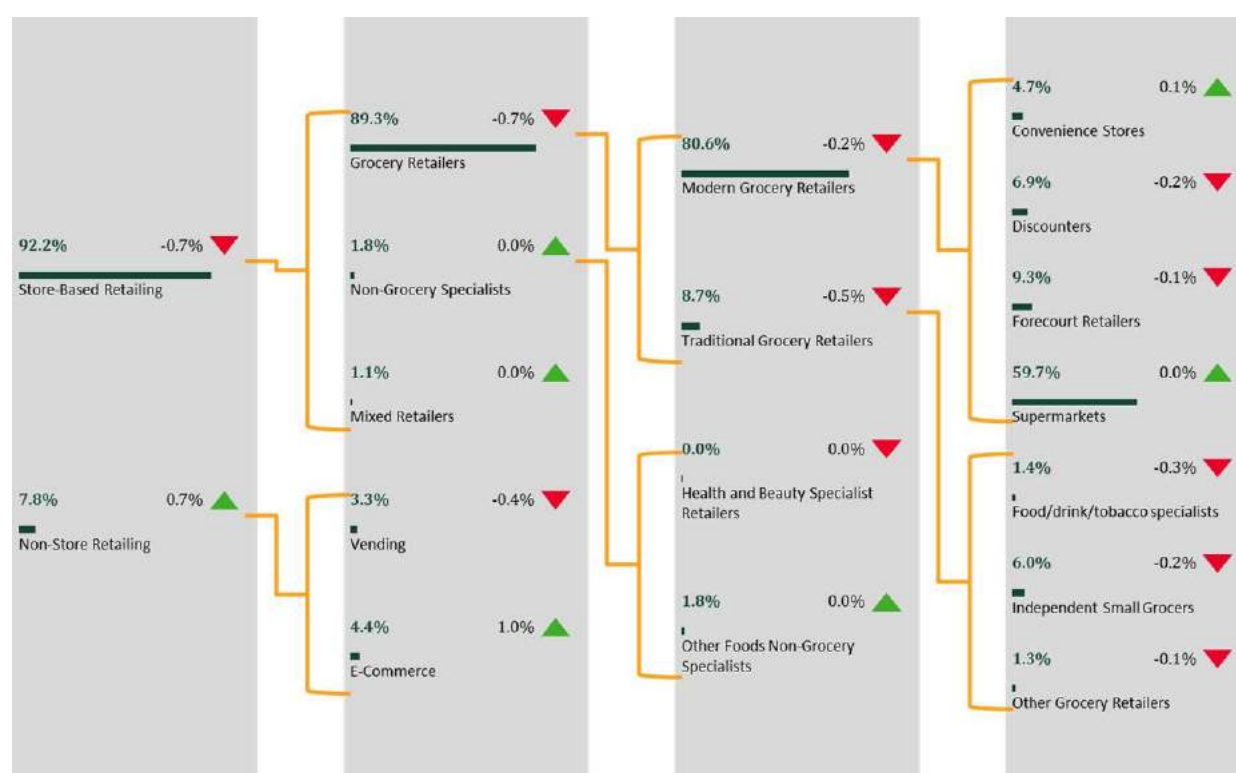 92.2% -0.7%
Store-Based Retailing
7.8% 0.7%
Non-Store Retailing
89.3% -0.7%
Grocery Retailers
1.8% 0.0%
Non-Grocery Specialists
1.1% 0.0%
Mixed Retailers
3.3% -0.4%
Vending
4.4% 1.0%
E-Commerce
80.6% -0.2%
Modern Grocery Retailers
8.7% -0.5%
Traditional Grocery Retailers
0.0% 0.0%
Health and Beauty Specialist
Retailers
1.8% 0.0%
Other Foods Non-Grocery
Specialists
4.7% 0.1%
Convenience Stores
6.9% -0.2%
Discounters
9.3% -0.1%
Forecourt Retailers
59.7% 0.0%
Supermarkets
1.4% -0.3%
Food/drink/tobacco specialists
6.0% -0.2%
Independent Small Grocers
1.3% -0.1%
Other Grocery Retailers